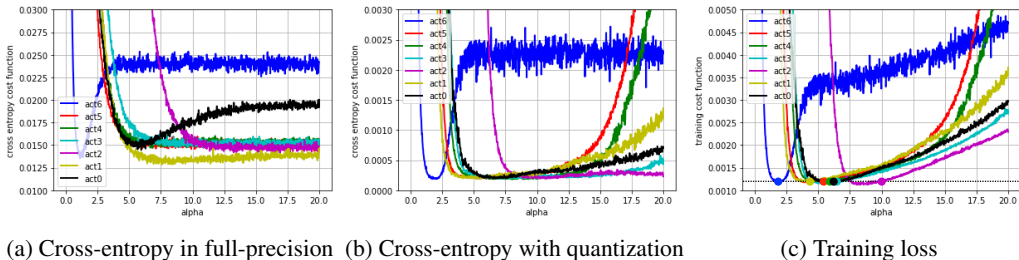 0.0300
0.0275
0.0250
0.0225
0.0200
0.0175
0.0150
0.0125
0.0100
cross entropy cost function
act6
act5
act4
act3
act2
act1
act0
0.0 2.5 5.0 7.5 10.0 12.5 15.0 17.5 20.0
alpha
0.0030
0.0025
0.0020
0.0015
0.0010
0.0005
0.0000
cross entropy cost function
act6
act5
act4
act3
act2
act1
act0
0.0 2.5 5.0 7.5 10.0 12.5 15.0 17.5 20.0
alpha
0.0050
0.0045
0.0040
0.0035
0.0030
0.0025
0.0020
0.0015
0.0010
training cost function
act6
act5
act4
act3
act2
act1
act0
0.0 2.5 5.0 7.5 10.0 12.5 15.0 17.5 20.0
alpha
(a) Cross-entropy in full-precision (b) Cross-entropy with quantization (c) Training loss